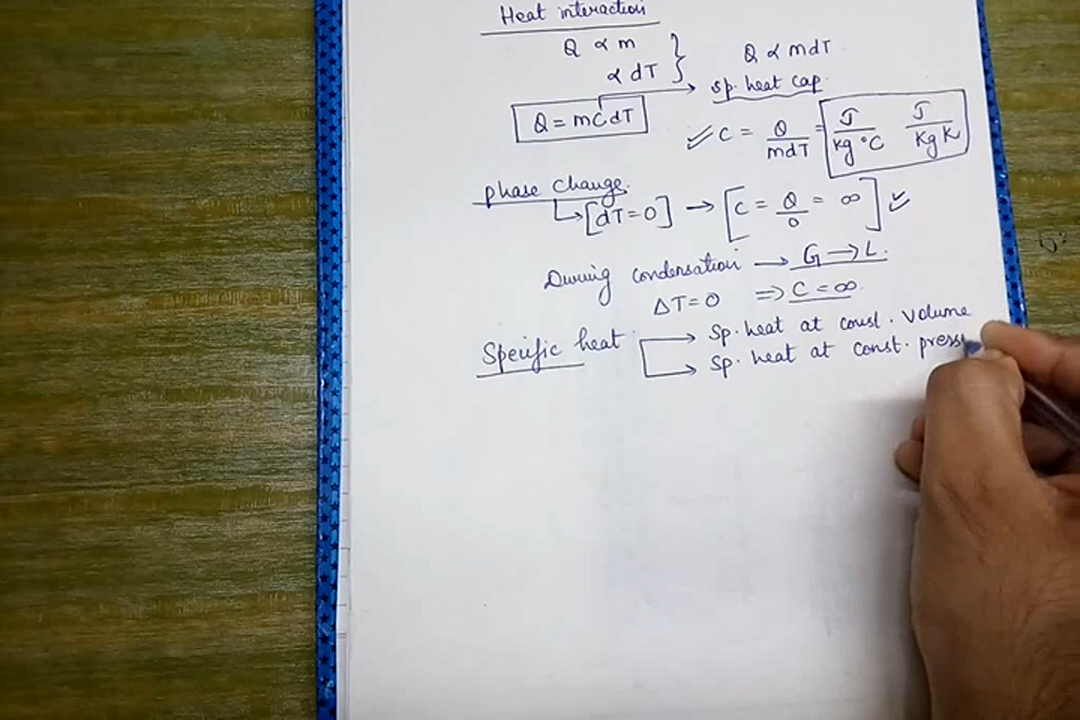 Heat interaction
Q ∝ m
∝ dT
Q ∝ mdT
sp. heat cap.
Q = mCdT
C = Q/mdT = J/kg°C J/KgK
phase Change.
[dT=0] → [C = Q/0 = ∞]
During condensation → G → L.
ΔT=0 ⇒ C = ∞
Specific heat
Sp. heat at const. volume
Sp. heat at const. press